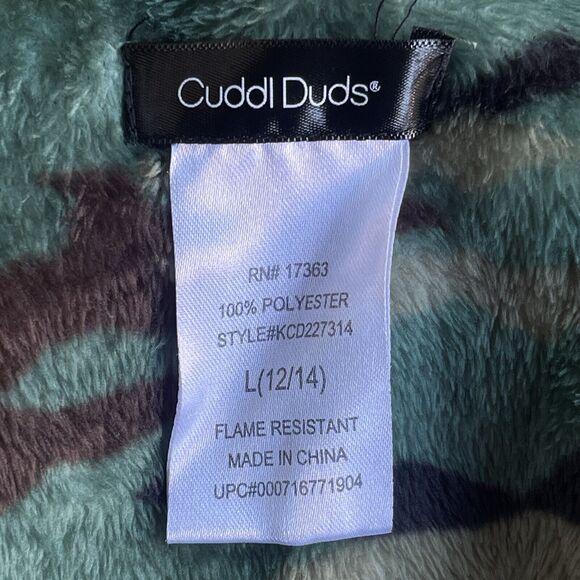 Cuddl Duds®
RN# 17363
100% POLYESTER
STYLE#KCD227314
L(12/14)
FLAME RESISTANT
MADE IN CHINA
UPC#000716771904